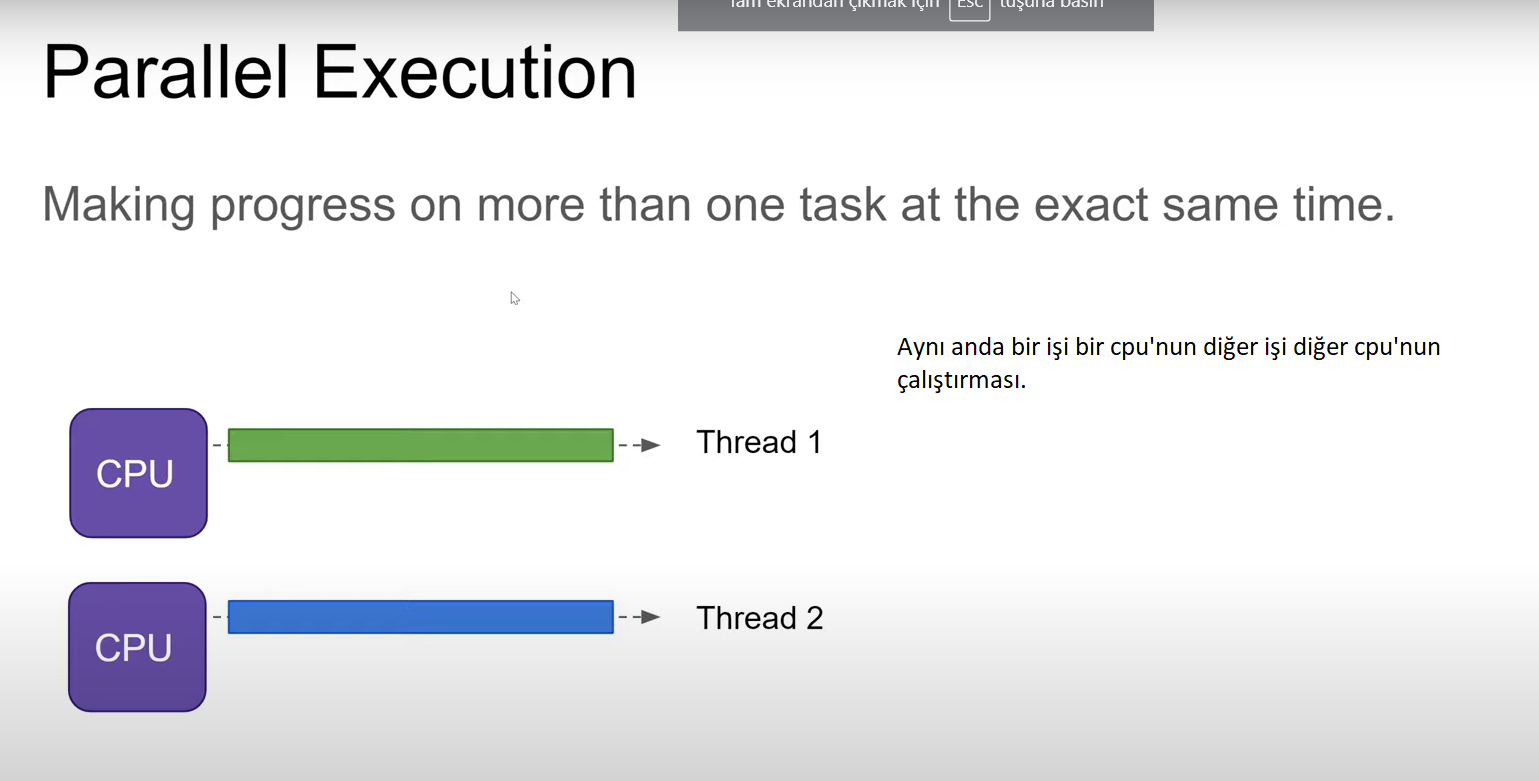 Tam ekrandan çıkmak için Esc tuşuna basın
Parallel Execution
Making progress on more than one task at the exact same time.
Aynı anda bir işi bir cpu'nun diğer işi diğer cpu'nun
çalıştırması.
CPU
Thread 1
CPU
Thread 2